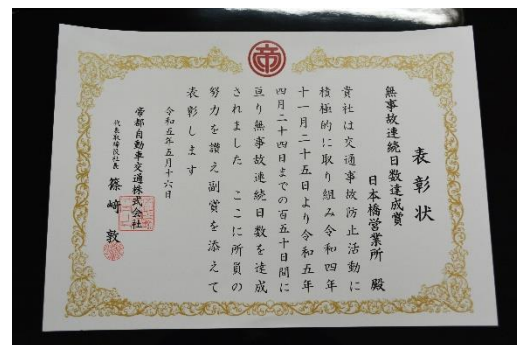 帝
表彰状
無事故連続日数達成賞
日本橋営業所 殿
貴社は交通事故防止活動に
積極的に取り組み令和四年
十一月二十五日より令和五年
四月二十四日までの百五十日間に
亘り無事故連続日数を達成
されました ここに所員の
努力を讃え副賞を添えて
表彰します
令和五年五月十六日
帝都自動車交通株式会社
代表取締役社長 篠﨑 敦